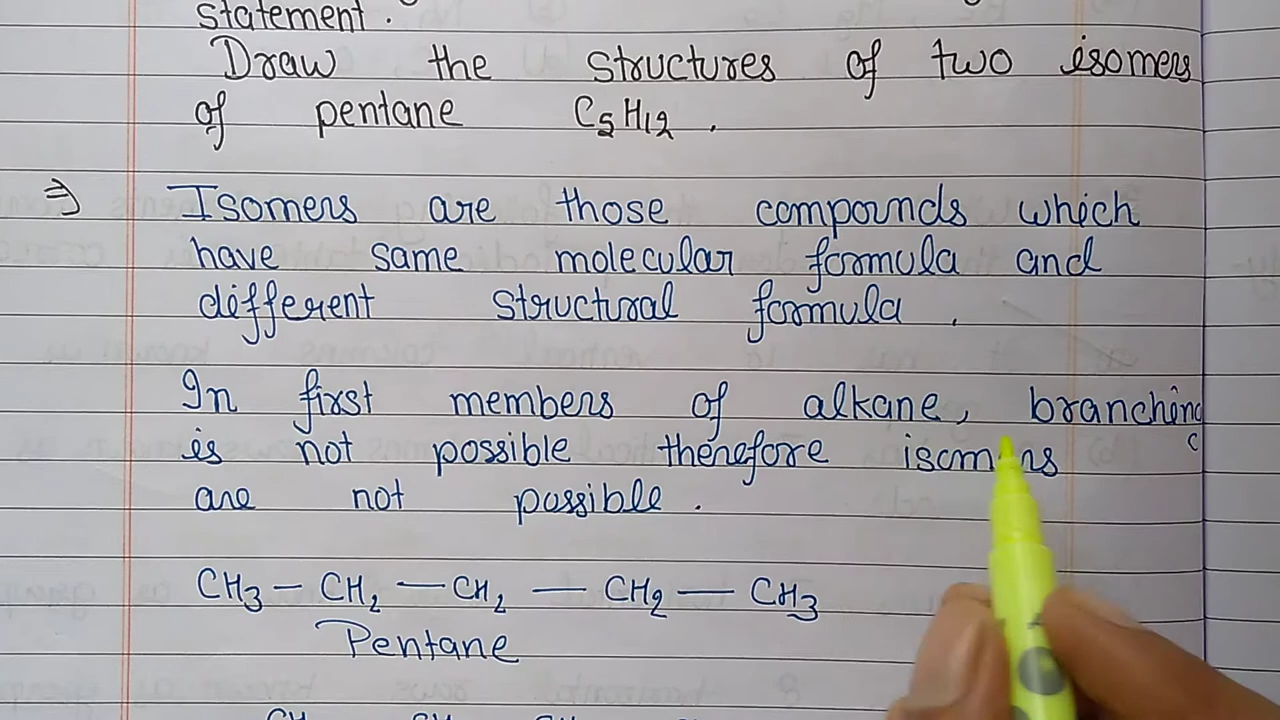 statement.
Draw the structures of two isomers
of pentane C5H12.
⇒ Isomers are those compounds which
have same molecular formula and
different structural formula.
In first members of alkane, branching
is not possible therefore isomers
are not possible.
CH3 — CH2 — CH2 — CH2 — CH3
Pentane